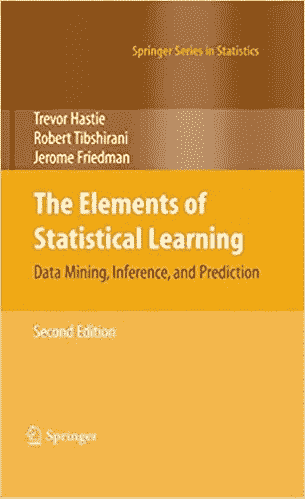 Springer Series in Statistics
Trevor Hastie
Robert Tibshirani
Jerome Friedman
The Elements of
Statistical Learning
Data Mining, Inference, and Prediction
Second Edition
Springer